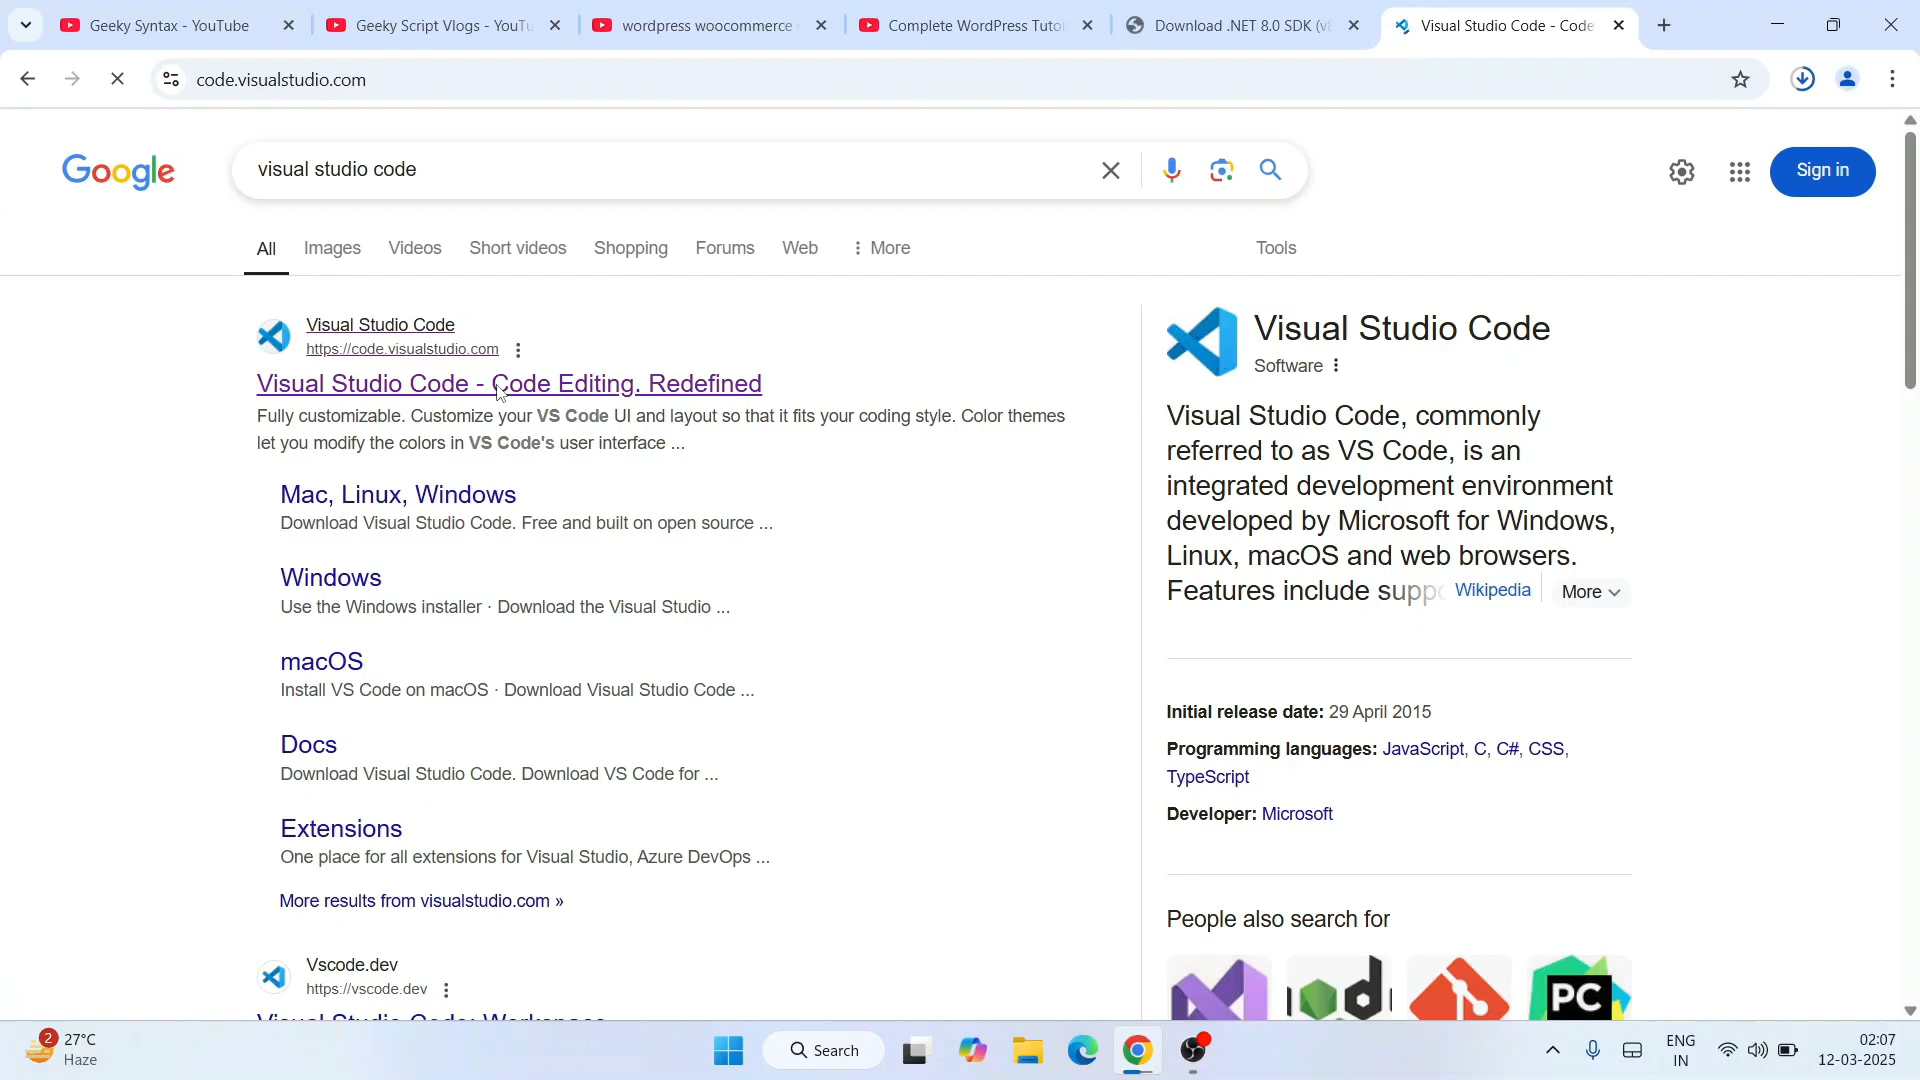 Geeky Syntax - YouTube
Geeky Script Vlogs - YouTu
wordpress woocommerce
Complete WordPress Tutor
Download .NET 8.0 SDK (v8
Visual Studio Code - Code
code.visualstudio.com
Google
visual studio code
Sign in
All
Images
Videos
Short videos
Shopping
Forums
Web
More
Tools
Visual Studio Code
https://code.visualstudio.com
Visual Studio Code - Code Editing. Redefined
Fully customizable. Customize your VS Code UI and layout so that it fits your coding style. Color themes
let you modify the colors in VS Code's user interface ...
Mac, Linux, Windows
Download Visual Studio Code. Free and built on open source ...
Windows
Use the Windows installer · Download the Visual Studio ...
macOS
Install VS Code on macOS · Download Visual Studio Code ...
Docs
Download Visual Studio Code. Download VS Code for ...
Extensions
One place for all extensions for Visual Studio, Azure DevOps ...
More results from visualstudio.com »
Vscode.dev
https://vscode.dev
Visual Studio Code: Workspace
Visual Studio Code
Software
Visual Studio Code, commonly
referred to as VS Code, is an
integrated development environment
developed by Microsoft for Windows,
Linux, macOS and web browsers.
Features include suppo Wikipedia More
Initial release date: 29 April 2015
Programming languages: JavaScript, C, C#, CSS,
TypeScript
Developer: Microsoft
People also search for
PC
2
27°C
Haze
Search
ENG
IN
02:07
12-03-2025